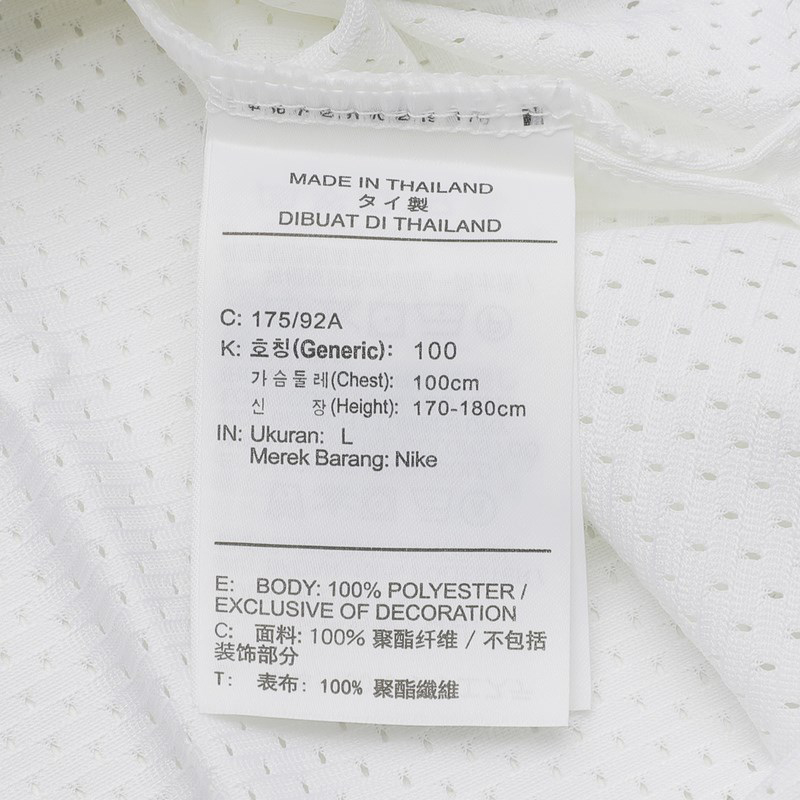 MADE IN THAILAND
タイ製
DIBUAT DI THAILAND
C: 175/92A
K: 호칭(Generic): 100
가슴둘레(Chest): 100cm
신 장(Height): 170-180cm
IN: Ukuran: L
Merek Barang: Nike
E: BODY: 100% POLYESTER /
EXCLUSIVE OF DECORATION
C: 面料: 100% 聚酯纤维 / 不包括
装饰部分
T: 表布: 100% 聚酯纖維